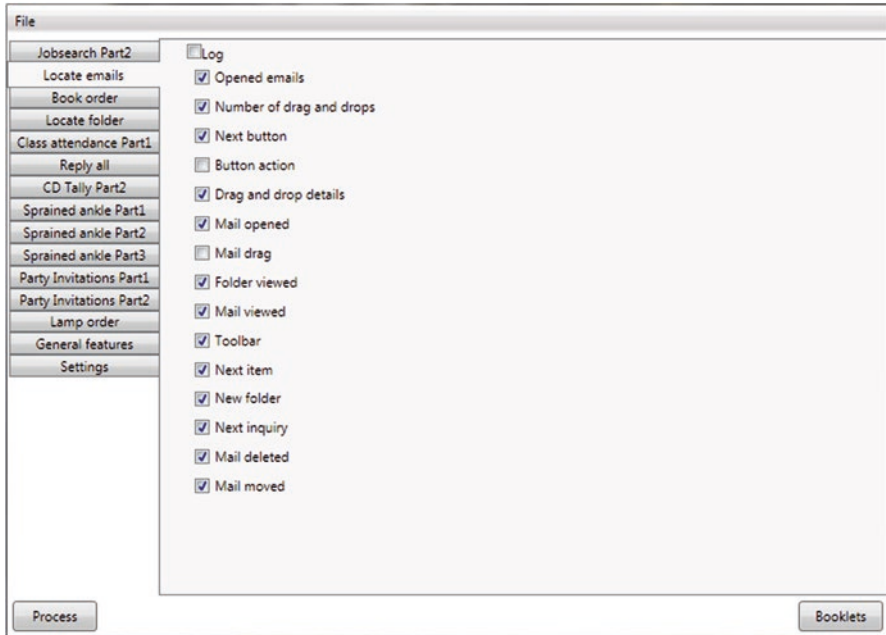 File
Jobsearch Part2
Locate emails
Book order
Locate folder
Class attendance Part1
Reply all
CD Tally Part2
Sprained ankle Part1
Sprained ankle Part2
Sprained ankle Part3
Party Invitations Part1
Party Invitations Part2
Lamp order
General features
Settings
Log
Opened emails
Number of drag and drops
Next button
Button action
Drag and drop details
Mail opened
Mail drag
Folder viewed
Mail viewed
Toolbar
Next item
New folder
Next inquiry
Mail deleted
Mail moved
Process
Booklets